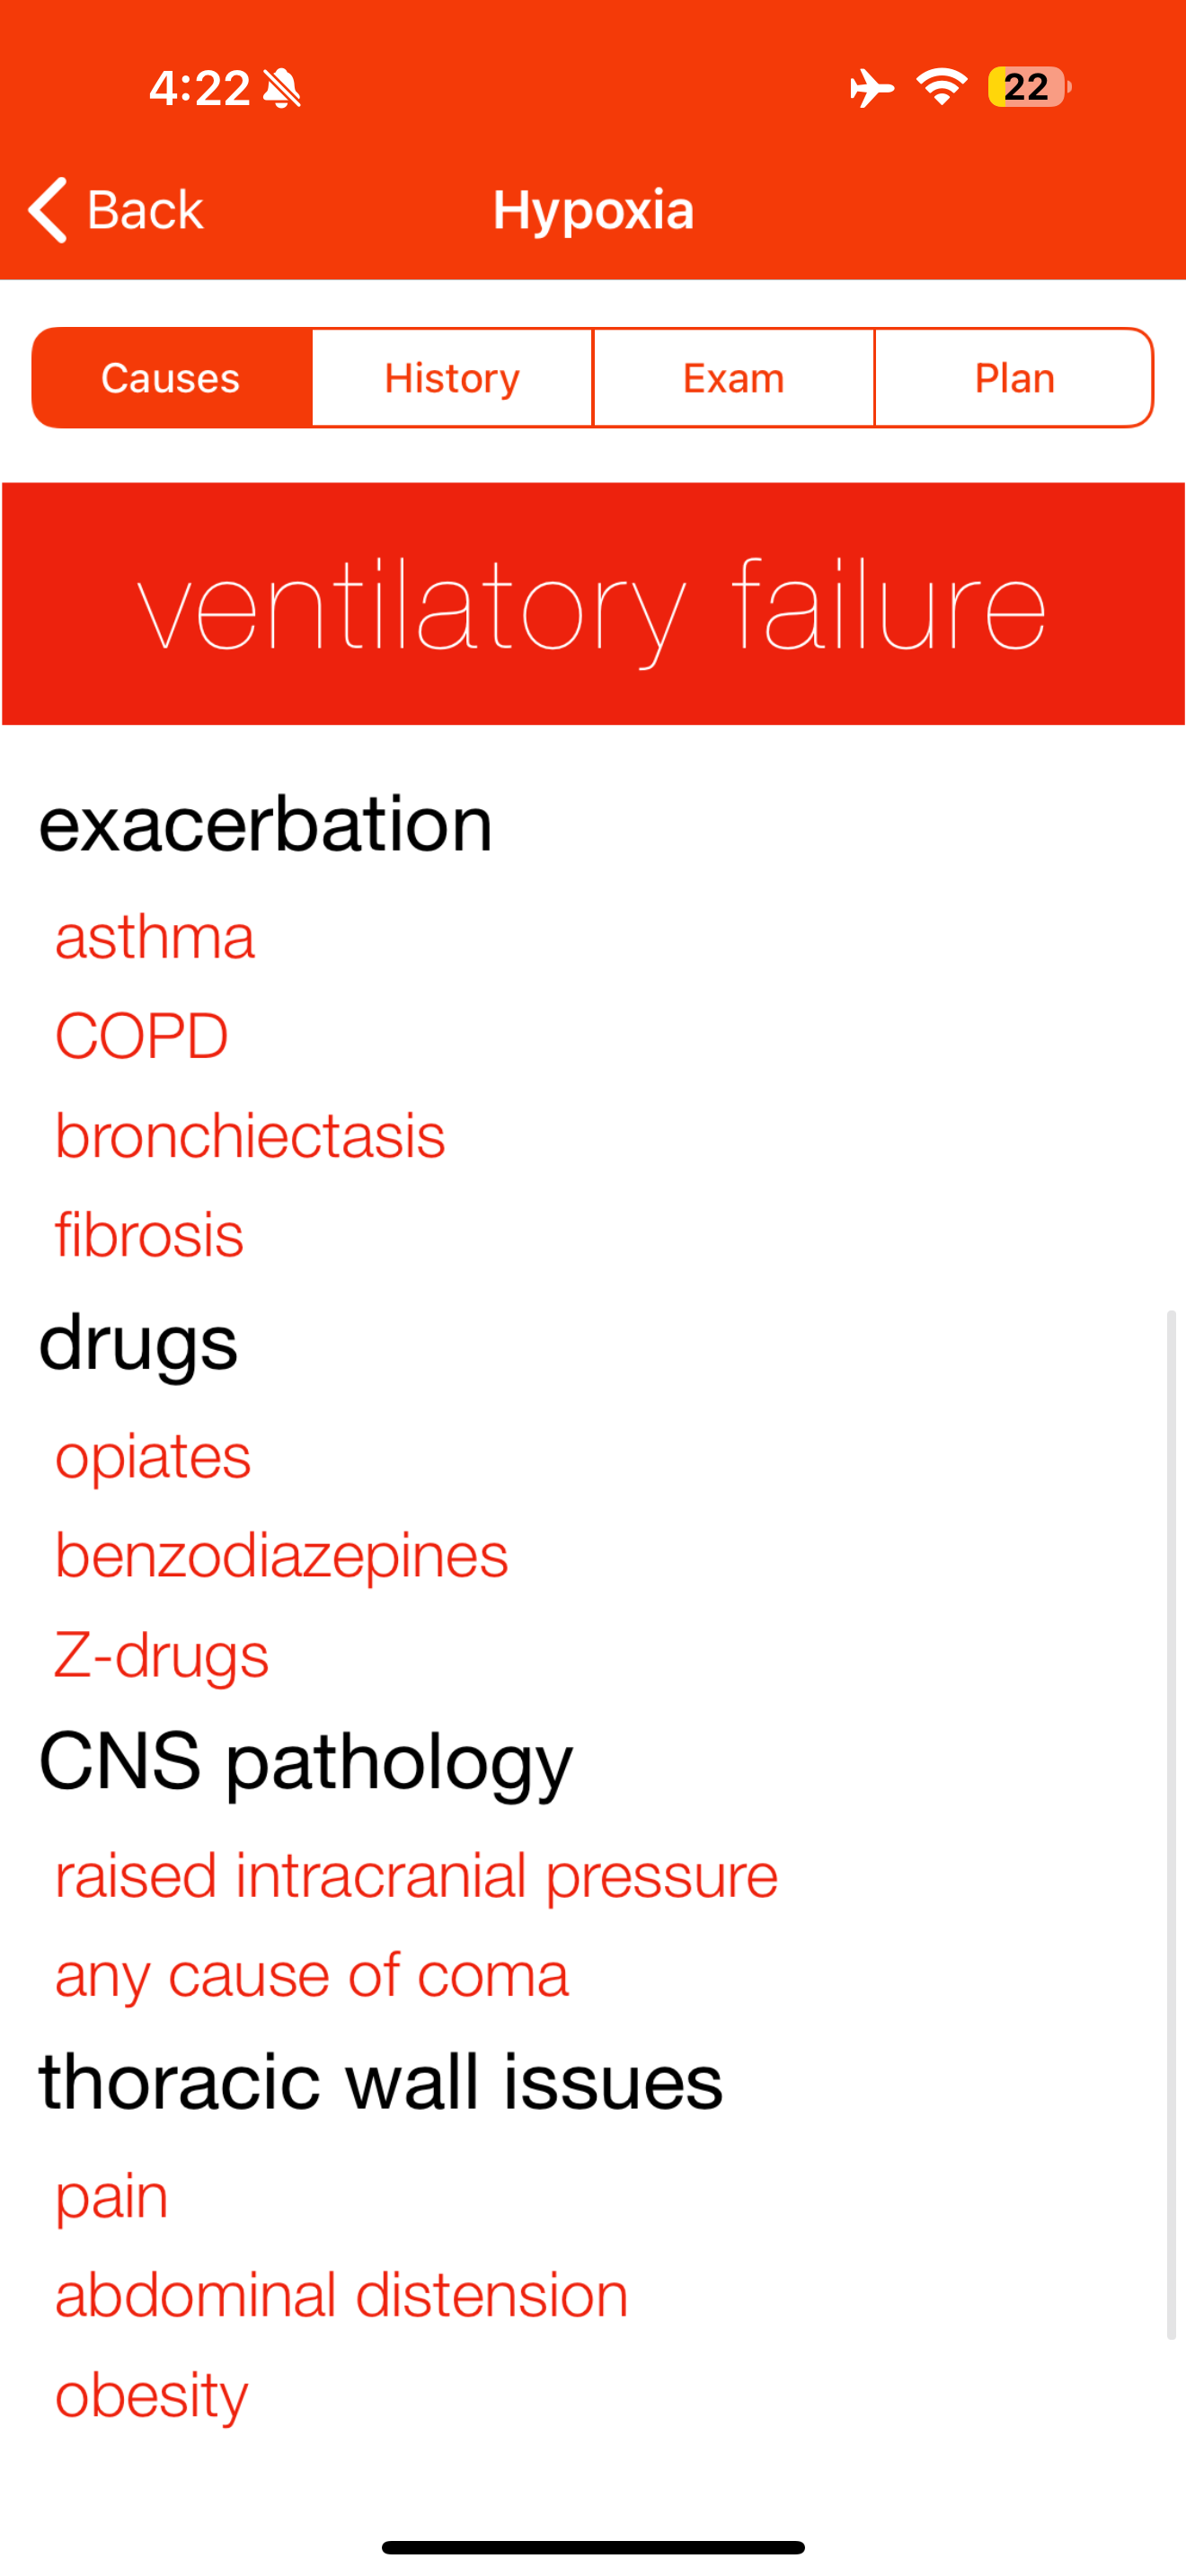 4:22
22
Back
Hypoxia
Causes
History
Exam
Plan
ventilatory failure
exacerbation
asthma
COPD
bronchiectasis
fibrosis
drugs
opiates
benzodiazepines
Z-drugs
CNS pathology
raised intracranial pressure
any cause of coma
thoracic wall issues
pain
abdominal distension
obesity